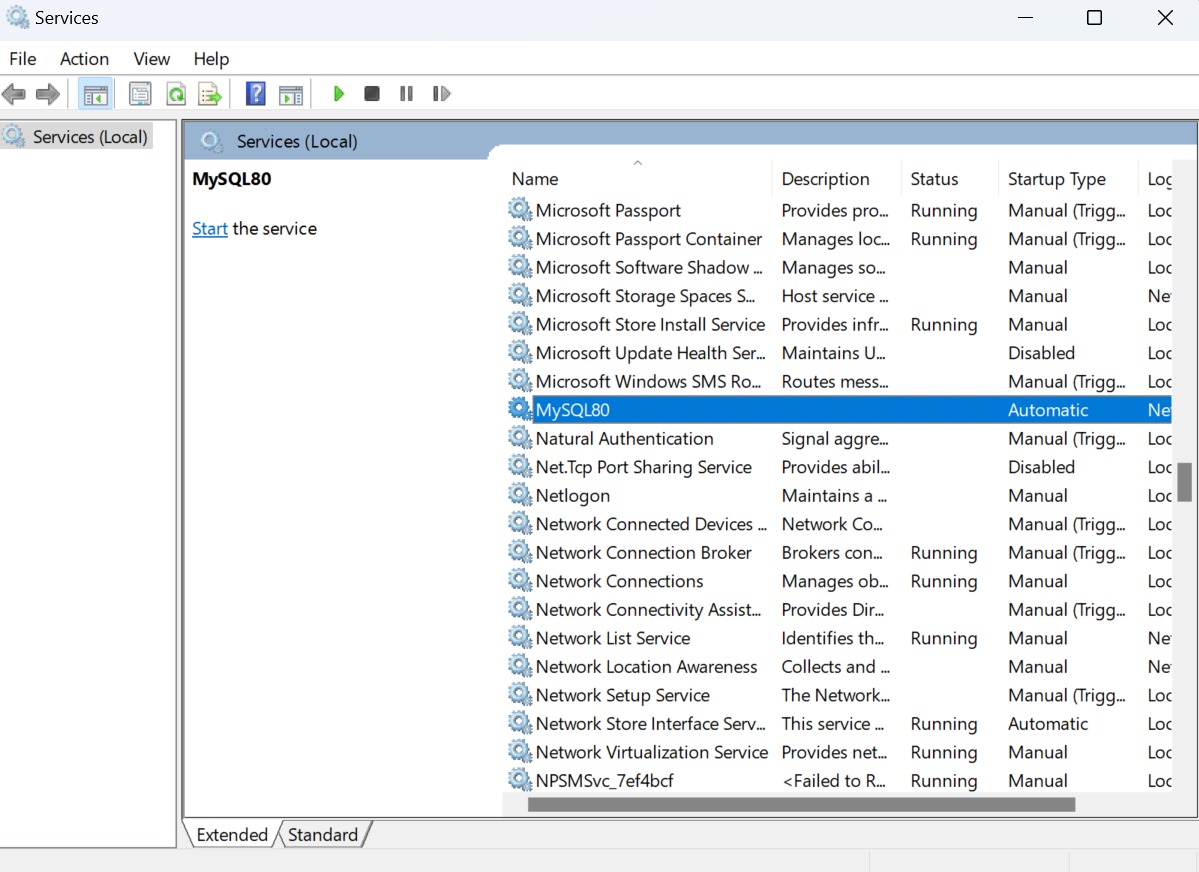 Services
File Action View Help
Services (Local)
Services (Local)
MySQL80
Start the service
Name Description Status Startup Type Log
Microsoft Passport Provides pro... Running Manual (Trigg... Loc
Microsoft Passport Container Manages loc... Running Manual (Trigg... Loc
Microsoft Software Shadow ... Manages so... Manual Loc
Microsoft Storage Spaces S... Host service ... Manual Ne
Microsoft Store Install Service Provides infr... Running Manual Loc
Microsoft Update Health Ser... Maintains U... Disabled Loc
Microsoft Windows SMS Ro... Routes mess... Manual (Trigg... Loc
MySQL80 Automatic Ne
Natural Authentication Signal aggre... Manual (Trigg... Loc
Net.Tcp Port Sharing Service Provides abil... Disabled Loc
Netlogon Maintains a ... Manual Loc
Network Connected Devices ... Network Co... Manual (Trigg... Loc
Network Connection Broker Brokers con... Running Manual (Trigg... Loc
Network Connections Manages ob... Running Manual Loc
Network Connectivity Assist... Provides Dir... Manual (Trigg... Loc
Network List Service Identifies th... Running Manual Ne
Network Location Awareness Collects and ... Manual Ne
Network Setup Service The Network... Manual (Trigg... Loc
Network Store Interface Serv... This service ... Running Automatic Loc
Network Virtualization Service Provides net... Running Manual Loc
NPSMSvc_7ef4bcf <Failed to R... Running Manual Loc
Extended Standard